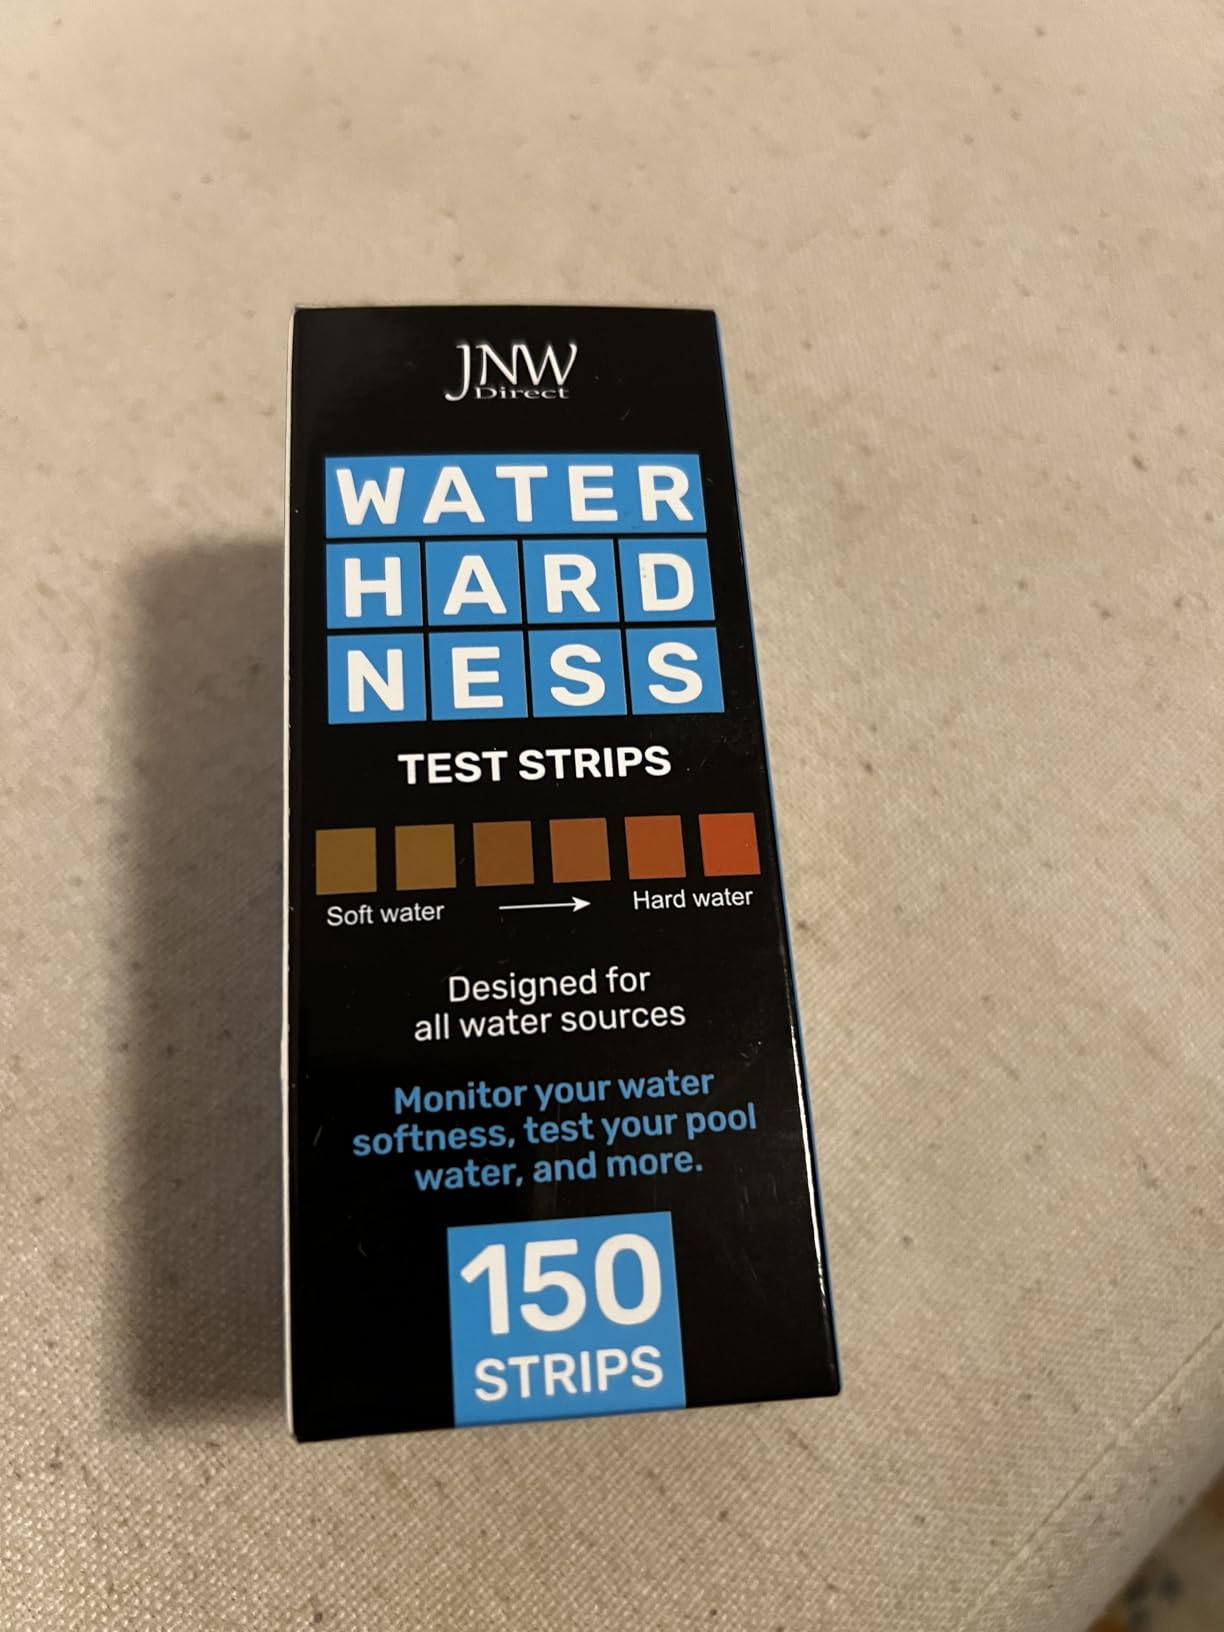 JNW
Direct
WATER
HARD
NESS
TEST STRIPS
Soft water
Hard water
Designed for
all water sources
Monitor your water
softness, test your pool
water, and more.
150
STRIPS